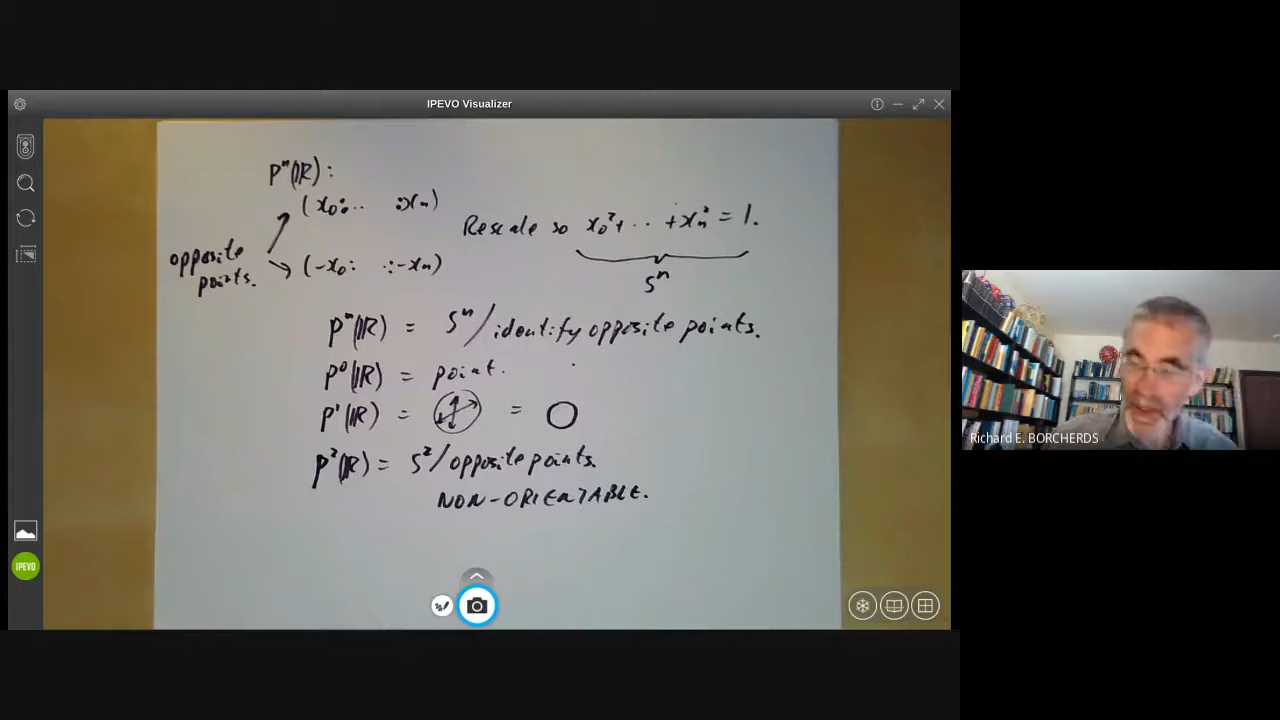 IPEVO Visualizer
Pⁿ(ℝ):
(x₀: ·· :xₙ)
Rescale so x₀²+ ·· +xₙ² = 1.
opposite points.
(-x₀: ·:-xₙ)
Sⁿ
Pⁿ(ℝ) = Sⁿ/identify opposite points.
P⁰(ℝ) = point.
P¹(ℝ) = =
P²(ℝ) = S²/opposite points.
NON-ORIENTABLE.
Richard E. BORCHERDS
IPEVO